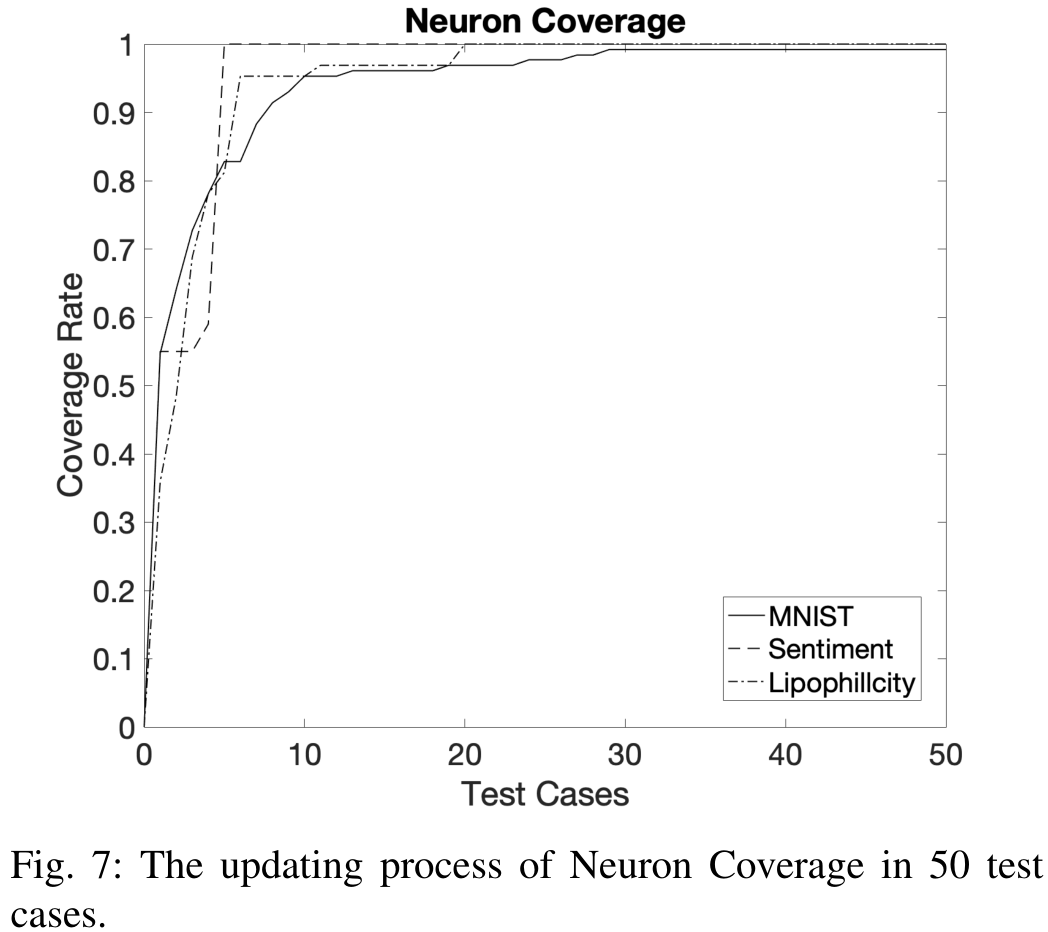 Neuron Coverage
1
0.9
0.8
0.7
0.6
0.5
0.4
0.3
0.2
0.1
0
Coverage Rate
0 10 20 30 40 50
Test Cases
MNIST
Sentiment
Lipophillcity
Fig. 7: The updating process of Neuron Coverage in 50 test
cases.